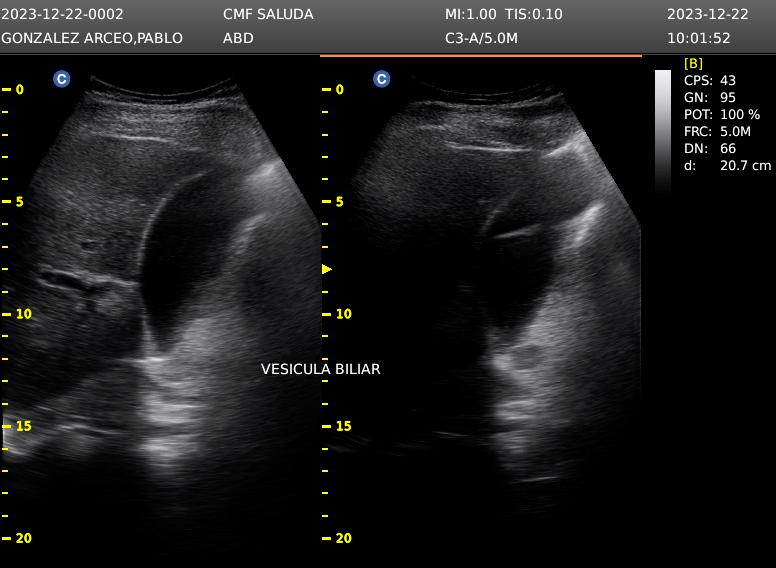 2023-12-22-0002 CMF SALUDA MI:1.00 TIS:0.10 2023-12-22
GONZALEZ ARCEO,PABLO ABD C3-A/5.0M 10:01:52
[B]
CPS: 43
GN: 95
POT: 100 %
FRC: 5.0M
DN: 66
d: 20.7 cm
C C
0 0
5 5
10 10
VESICULA BILIAR
15 15
20 20